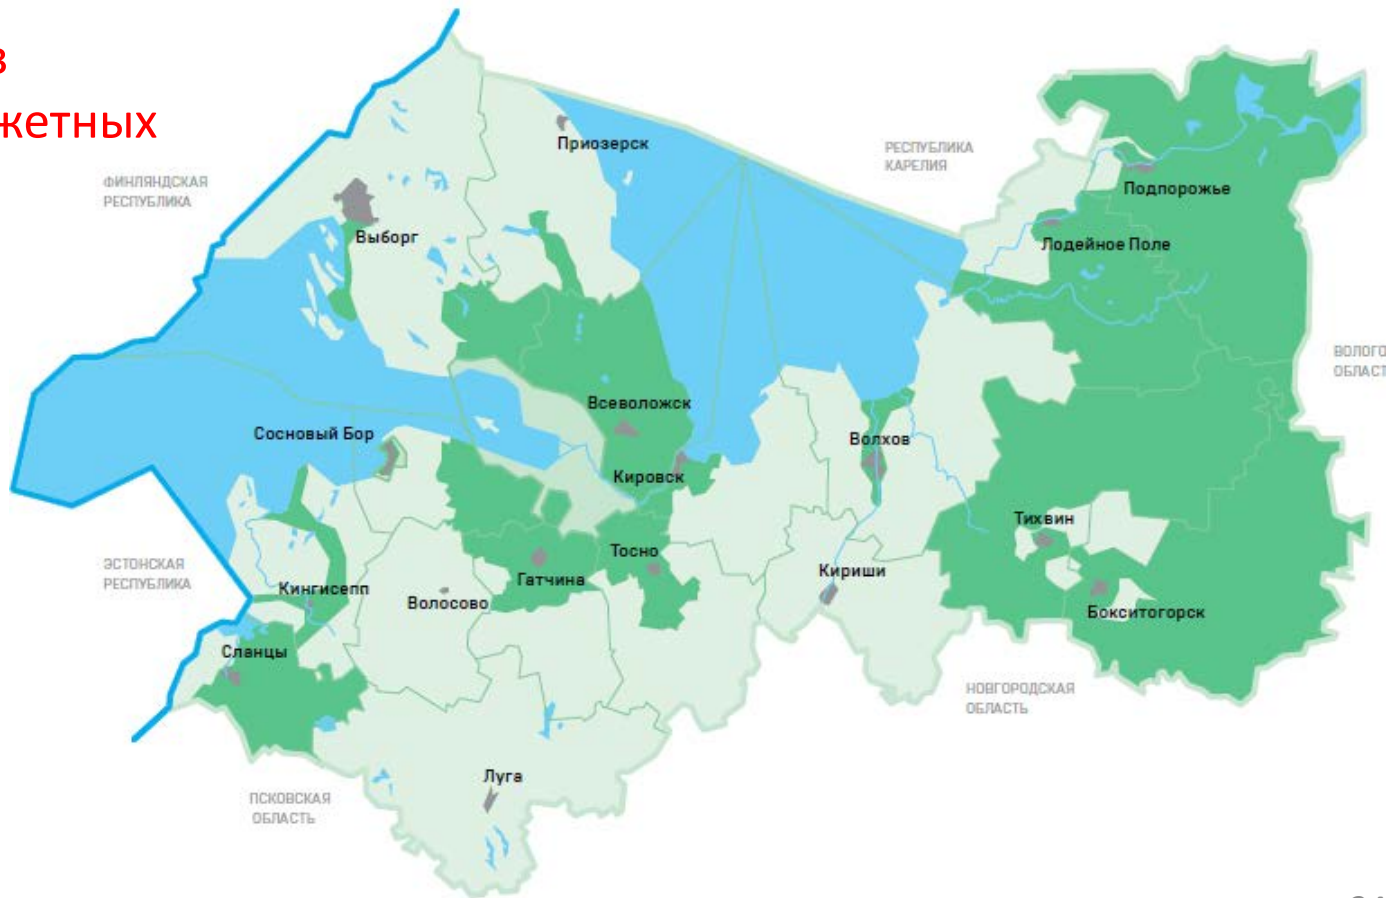 в
жетных
ФИНЛЯНДСКАЯ
РЕСПУБЛИКА
Приозерск
РЕСПУБЛИКА
КАРЕЛИЯ
Подпорожье
Выборг
Лодейное Поле
ВОЛОГО
ОБЛАСТ
Всеволожск
Сосновый Бор
Волхов
Кировск
Тихвин
Тосно
ЭСТОНСКАЯ
РЕСПУБЛИКА
Кингисепп
Гатчина
Кириши
Волосово
Бокситогорск
Сланцы
НОВГОРОДСКАЯ
ОБЛАСТЬ
Луга
ПСКОВСКАЯ
ОБЛАСТЬ